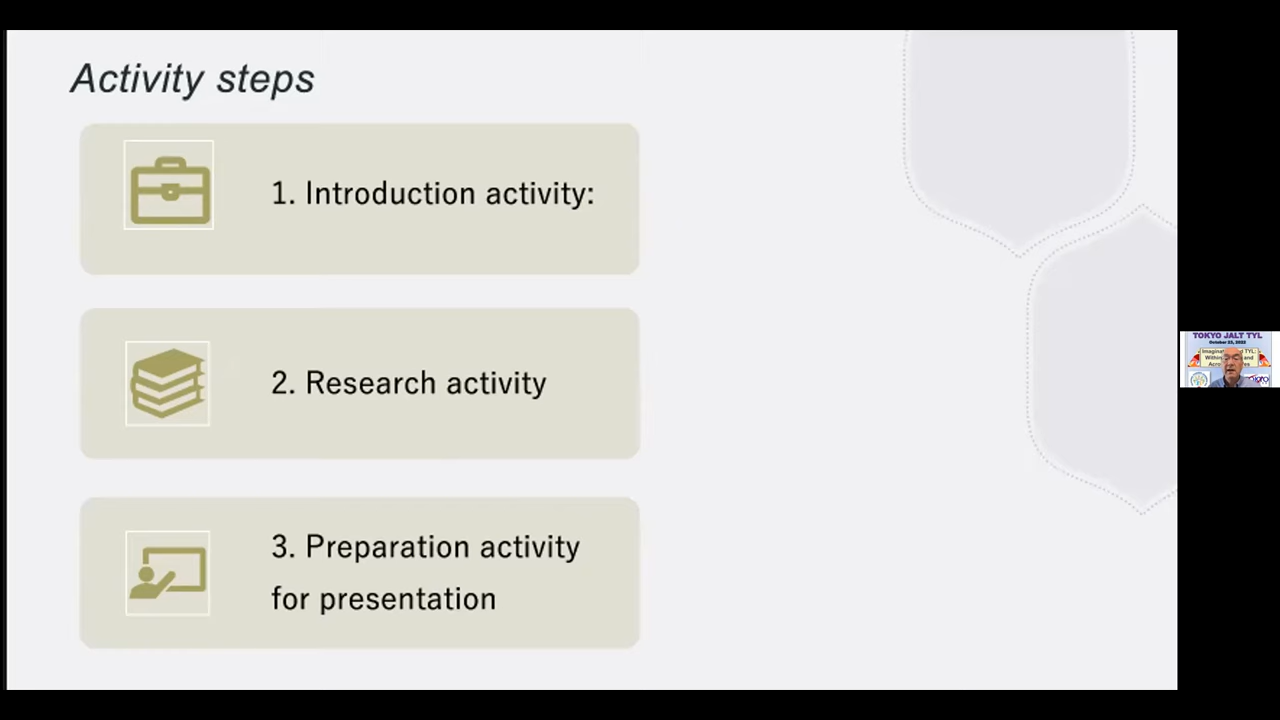 Activity steps
1. Introduction activity:
2. Research activity
3. Preparation activity
for presentation
TOKYO JALT TYL